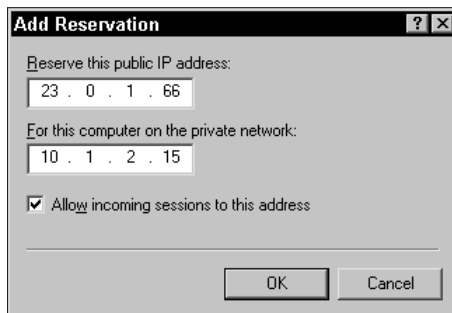 Add Reservation
Reserve this public IP address:
23 . 0 . 1 . 66
For this computer on the private network:
10 . 1 . 2 . 15
Allow incoming sessions to this address
OK Cancel